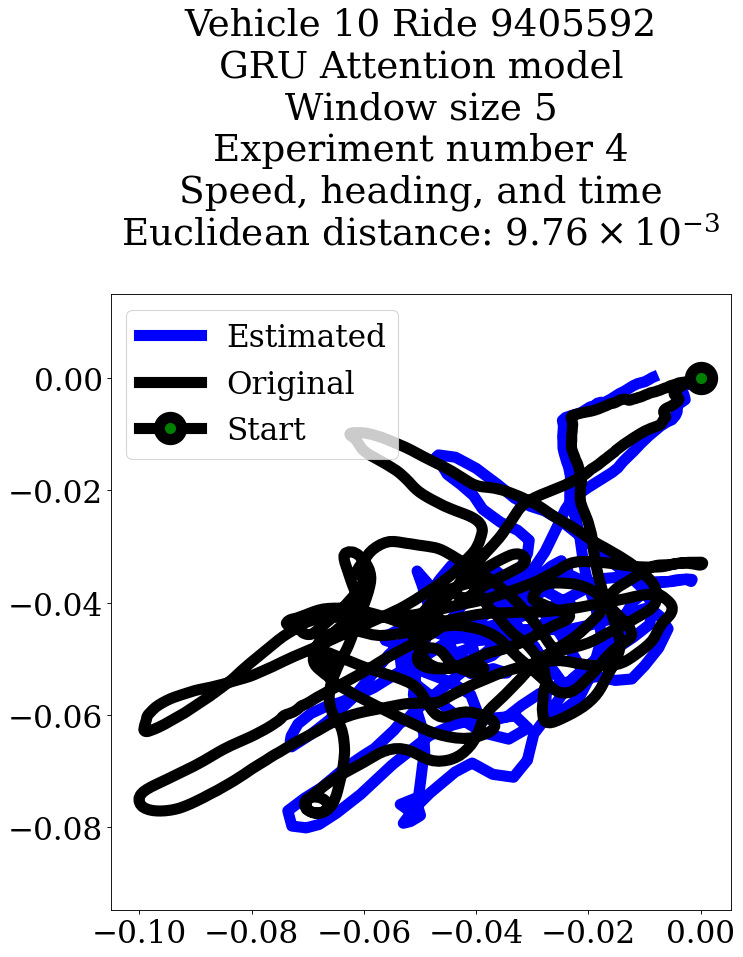 Vehicle 10 Ride 9405592
GRU Attention model
Window size 5
Experiment number 4
Speed, heading, and time
Euclidean distance: 9.76 × 10⁻³
Estimated
Original
Start
0.00
−0.02
−0.04
−0.06
−0.08
−0.10 −0.08 −0.06 −0.04 −0.02 0.00